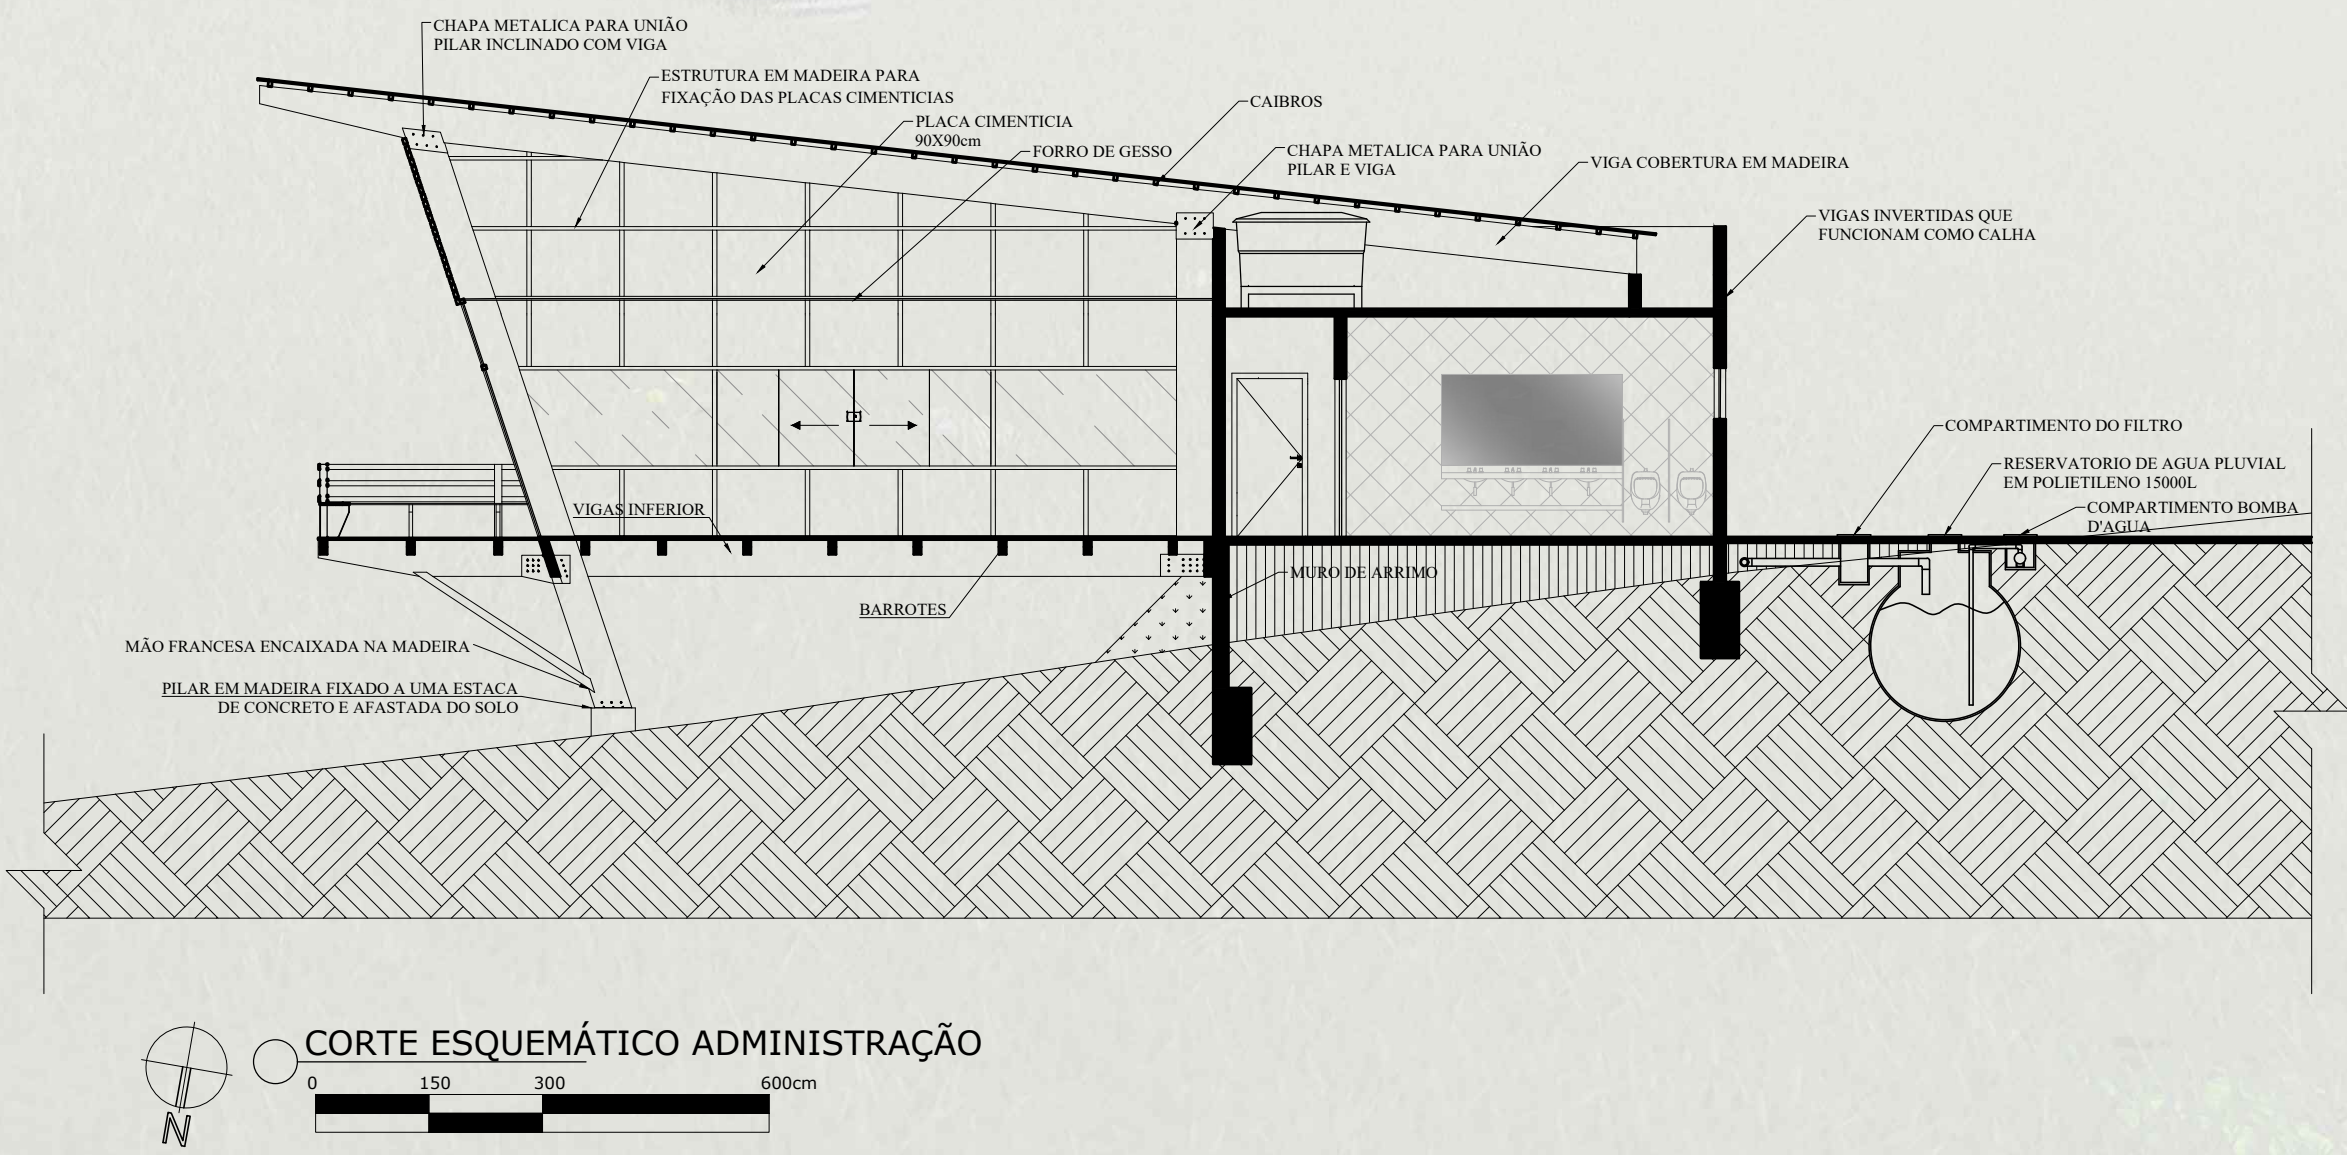 CHAPA METALICA PARA UNIÃO
PILAR INCLINADO COM VIGA
ESTRUTURA EM MADEIRA PARA
FIXAÇÃO DAS PLACAS CIMENTICIAS
PLACA CIMENTICIA
90X90cm
FORRO DE GESSO
CAIBROS
CHAPA METALICA PARA UNIÃO
PILAR E VIGA
VIGA COBERTURA EM MADEIRA
VIGAS INVERTIDAS QUE
FUNCIONAM COMO CALHA
COMPARTIMENTO DO FILTRO
RESERVATORIO DE AGUA PLUVIAL
EM POLIETILENO 15000L
COMPARTIMENTO BOMBA
D'AGUA
VIGAS INFERIOR
MURO DE ARRIMO
BARROTES
MÃO FRANCESA ENCAIXADA NA MADEIRA
PILAR EM MADEIRA FIXADO A UMA ESTACA
DE CONCRETO E AFASTADA DO SOLO
CORTE ESQUEMÁTICO ADMINISTRAÇÃO
0 150 300 600cm
N